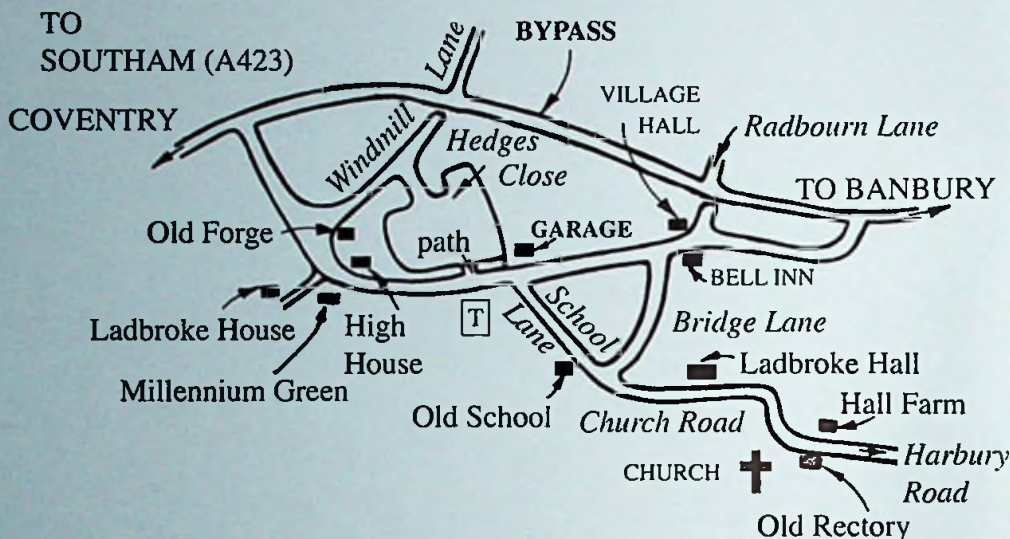 TO
SOUTHAM (A423)
COVENTRY
Lane
BYPASS
VILLAGE
HALL
Radbourn Lane
Windmill
Hedges
Close
TO BANBURY
Old Forge
path
GARAGE
BELL INN
Ladbroke House
High
House
T
School
Lane
Bridge Lane
Millennium Green
Ladbroke Hall
Old School
Church Road
Hall Farm
CHURCH
Harbury
Road
Old Rectory